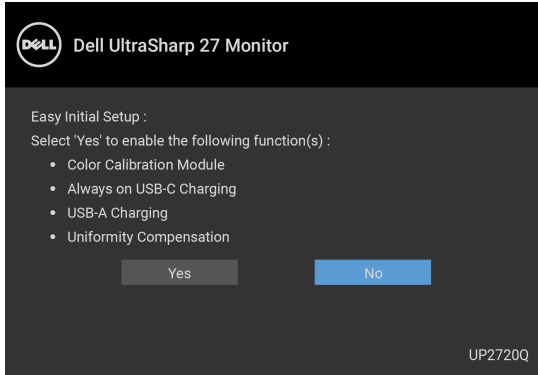 DELL Dell UltraSharp 27 Monitor
Easy Initial Setup :
Select 'Yes' to enable the following function(s) :
• Color Calibration Module
• Always on USB-C Charging
• USB-A Charging
• Uniformity Compensation
Yes No
UP2720Q